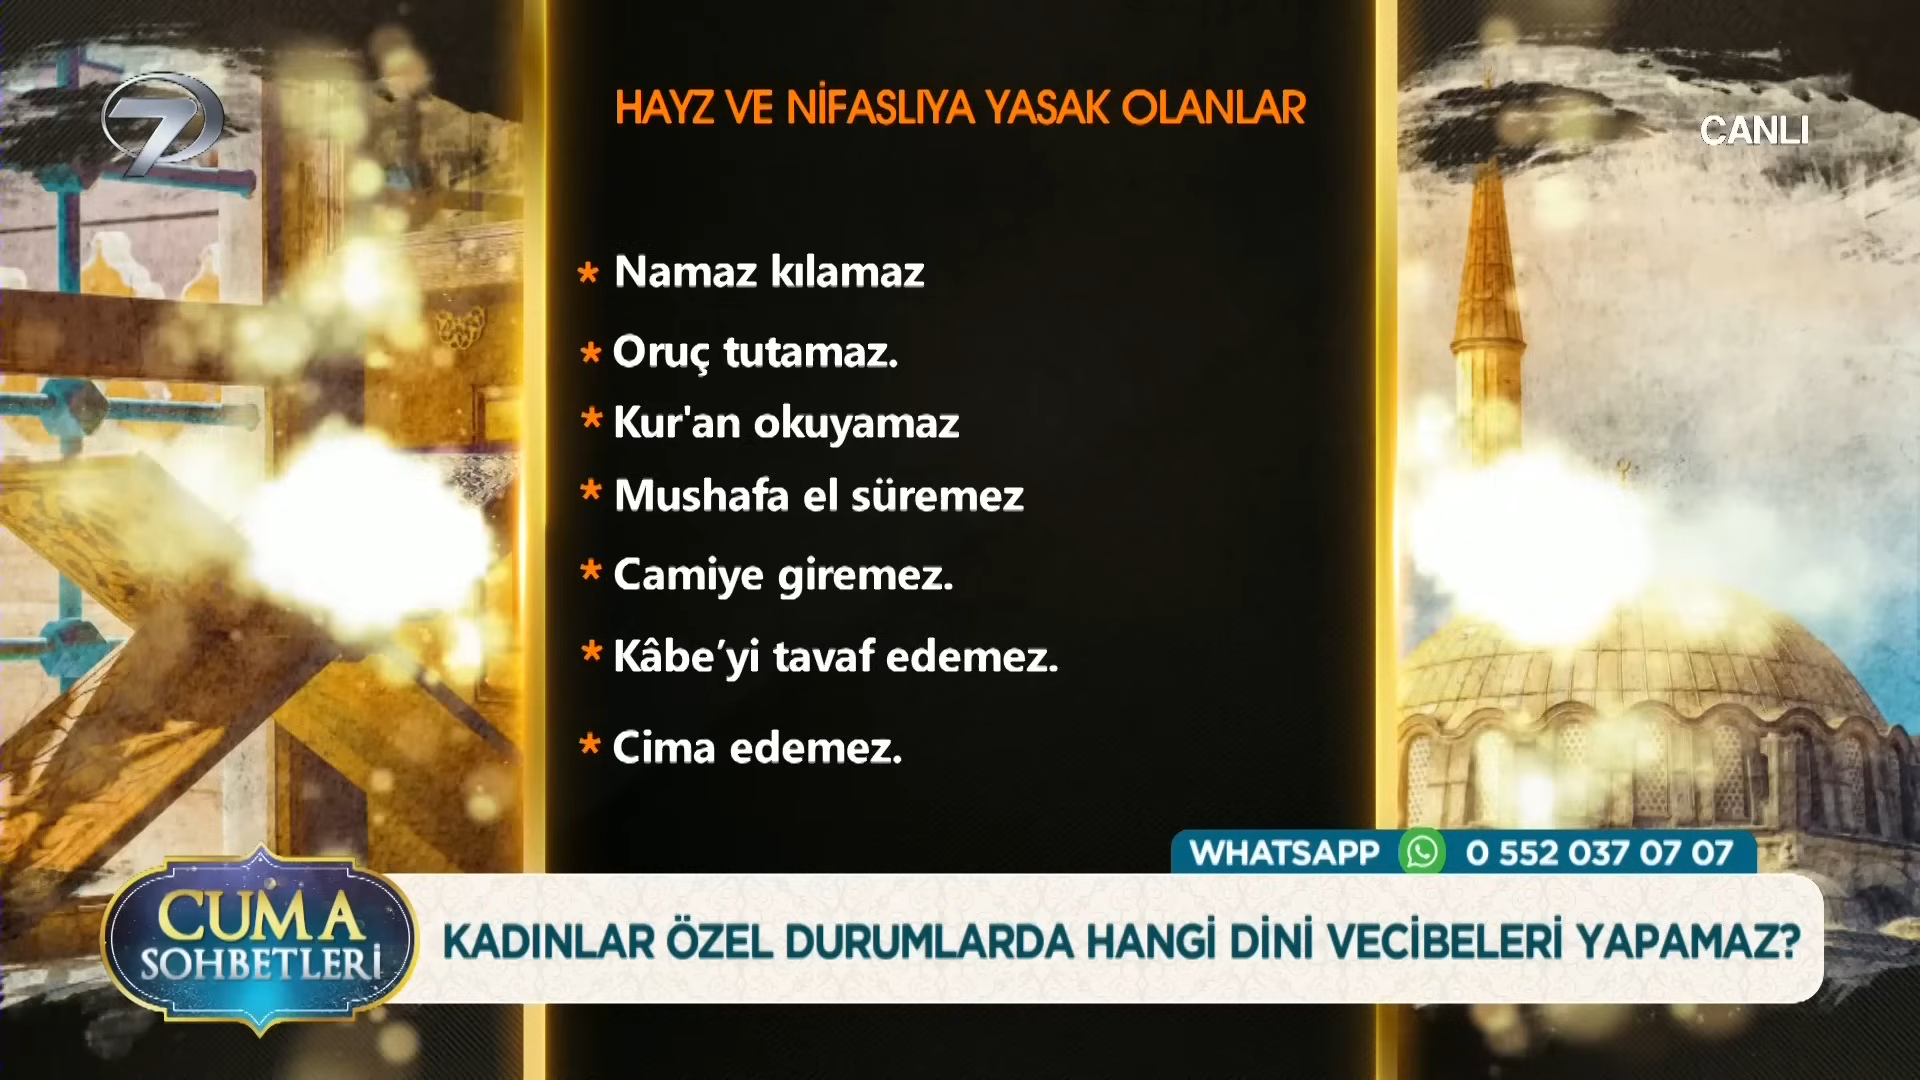 7
HAYZ VE NİFASLIYA YASAK OLANLAR
CANLI
* Namaz kılamaz
* Oruç tutamaz.
* Kur'an okuyamaz
* Mushafa el süremez
* Camiye giremez.
* Kâbe’yi tavaf edemez.
* Cima edemez.
WHATSAPP 0 552 037 07 07
CUMA
SOHBETLERİ
KADINLAR ÖZEL DURUMLARDA HANGİ DİNİ VECİBELERİ YAPAMAZ?